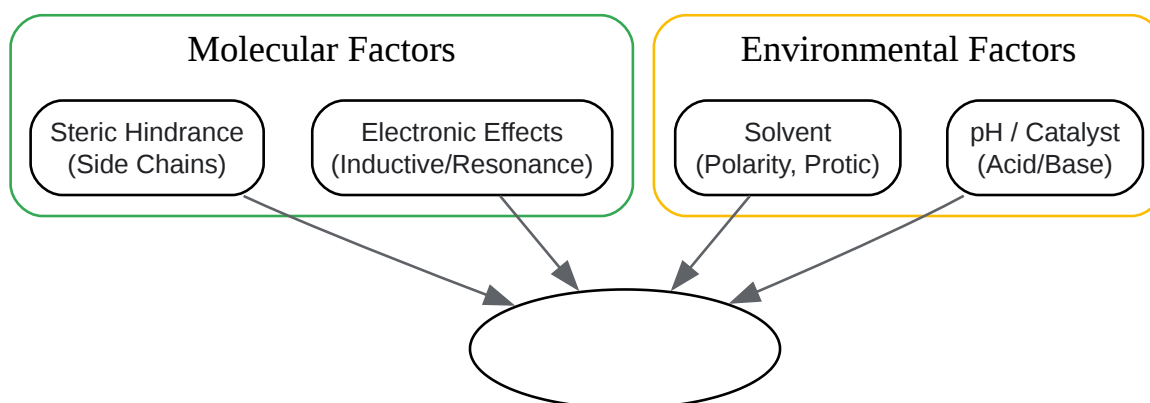 Molecular Factors
Steric Hindrance
(Side Chains)
Electronic Effects
(Inductive/Resonance)
Environmental Factors
Solvent
(Polarity, Protic)
pH / Catalyst
(Acid/Base)